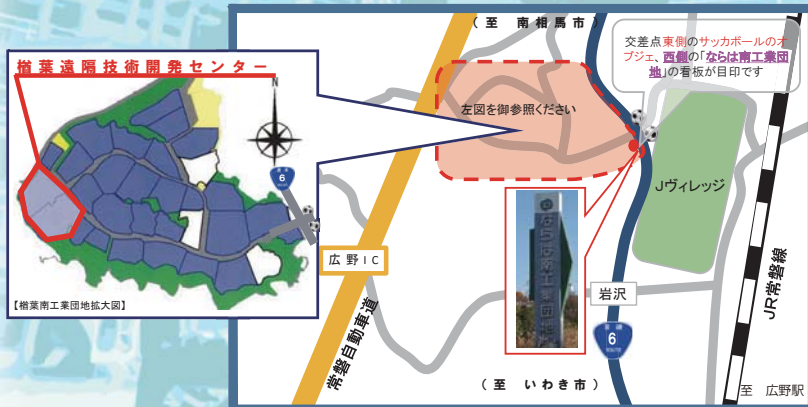 楢葉遠隔技術開発センター
N
国道
6
【楢葉南工業団地拡大図】
(至 南相馬市)
交差点東側のサッカボールのオ
ブジェ、西側の「ならは南工業団
地」の看板が目印です
左図を御参照ください
Jヴィレッジ
ならは南工業団地
広野IC
岩沢
常磐自動車道
JR常磐線
国道
6
ROUTE
(至 いわき市)
至 広野駅